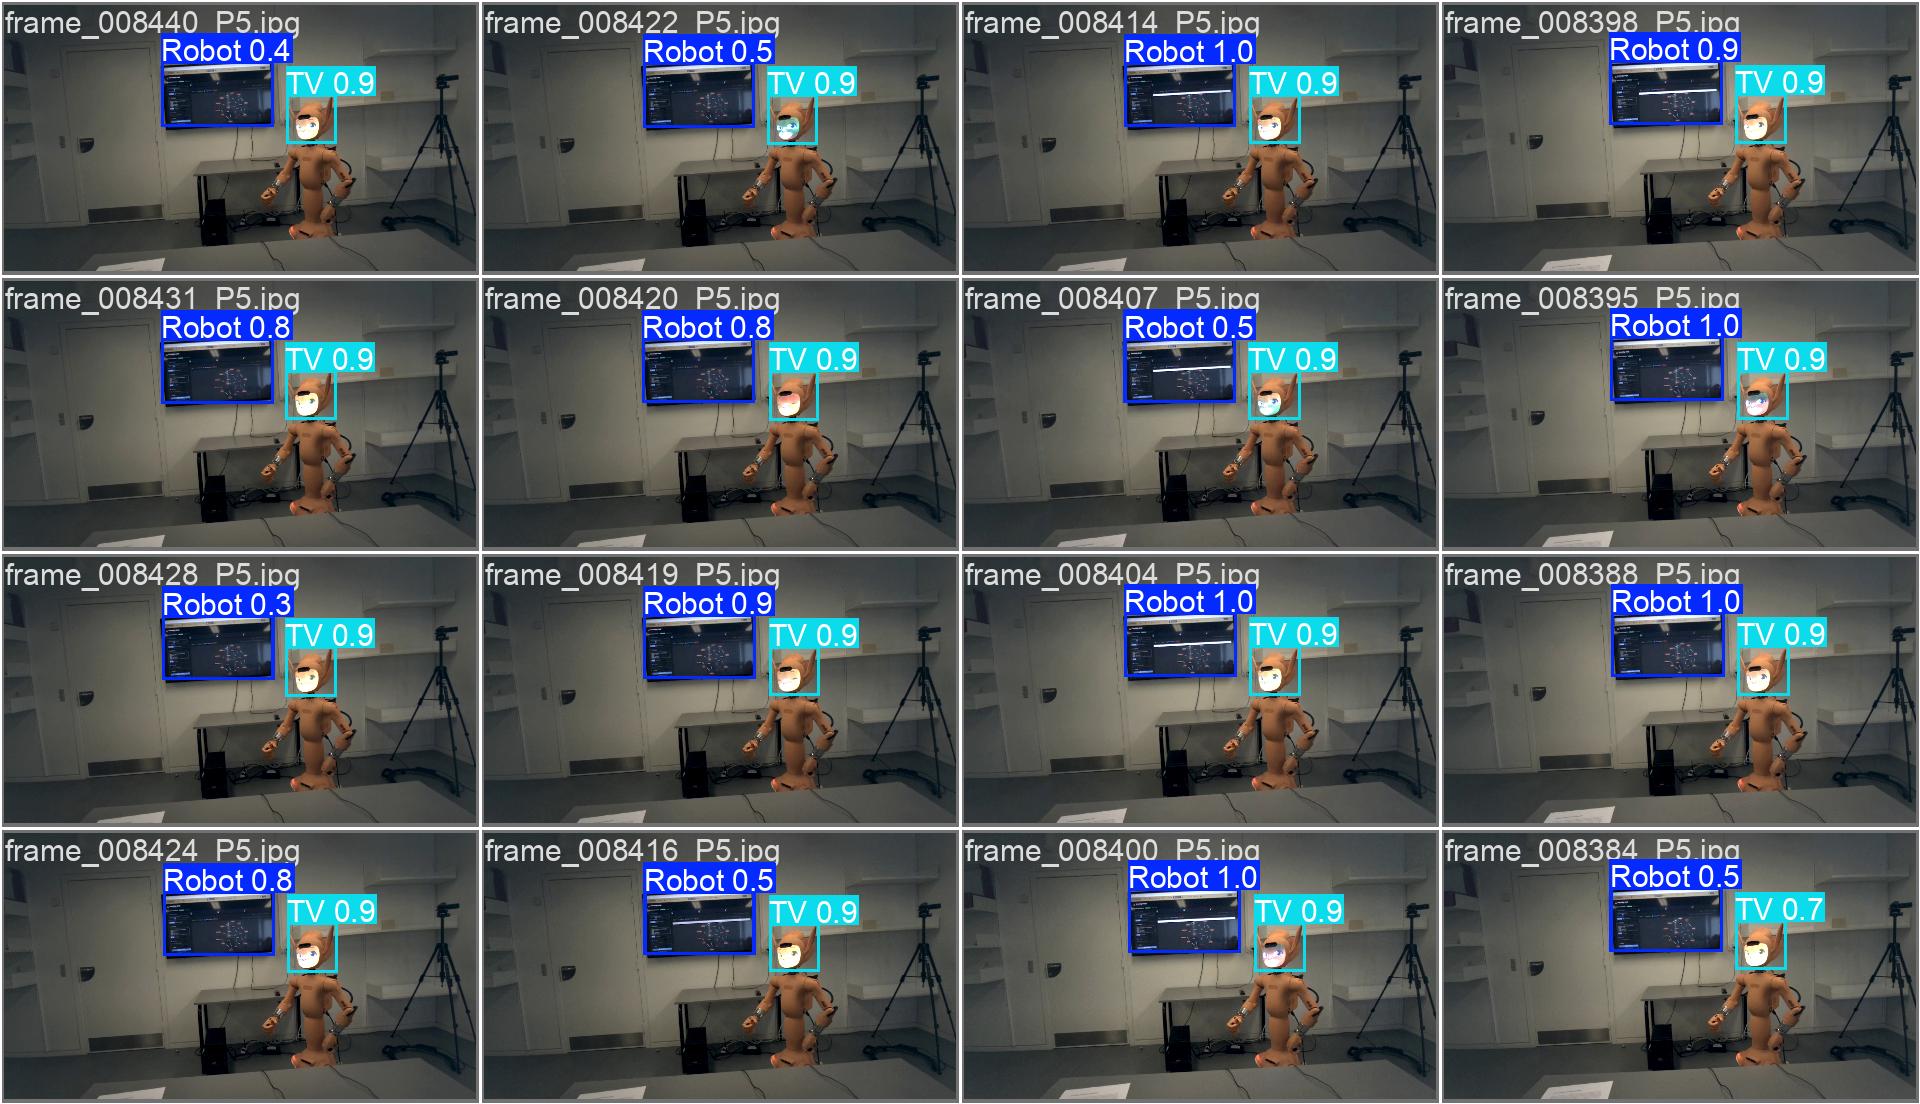 frame_008440_P5.jpg
Robot 0.4
TV 0.9
frame_008422_P5.jpg
Robot 0.5
TV 0.9
frame_008414_P5.jpg
Robot 1.0
TV 0.9
frame_008398_P5.jpg
Robot 0.9
TV 0.9
frame_008431_P5.jpg
Robot 0.8
TV 0.9
frame_008420_P5.jpg
Robot 0.8
TV 0.9
frame_008407_P5.jpg
Robot 0.5
TV 0.9
frame_008395_P5.jpg
Robot 1.0
TV 0.9
frame_008428_P5.jpg
Robot 0.3
TV 0.9
frame_008419_P5.jpg
Robot 0.9
TV 0.9
frame_008404_P5.jpg
Robot 1.0
TV 0.9
frame_008388_P5.jpg
Robot 1.0
TV 0.9
frame_008424_P5.jpg
Robot 0.8
TV 0.9
frame_008416_P5.jpg
Robot 0.5
TV 0.9
frame_008400_P5.jpg
Robot 1.0
TV 0.9
frame_008384_P5.jpg
Robot 0.5
TV 0.7